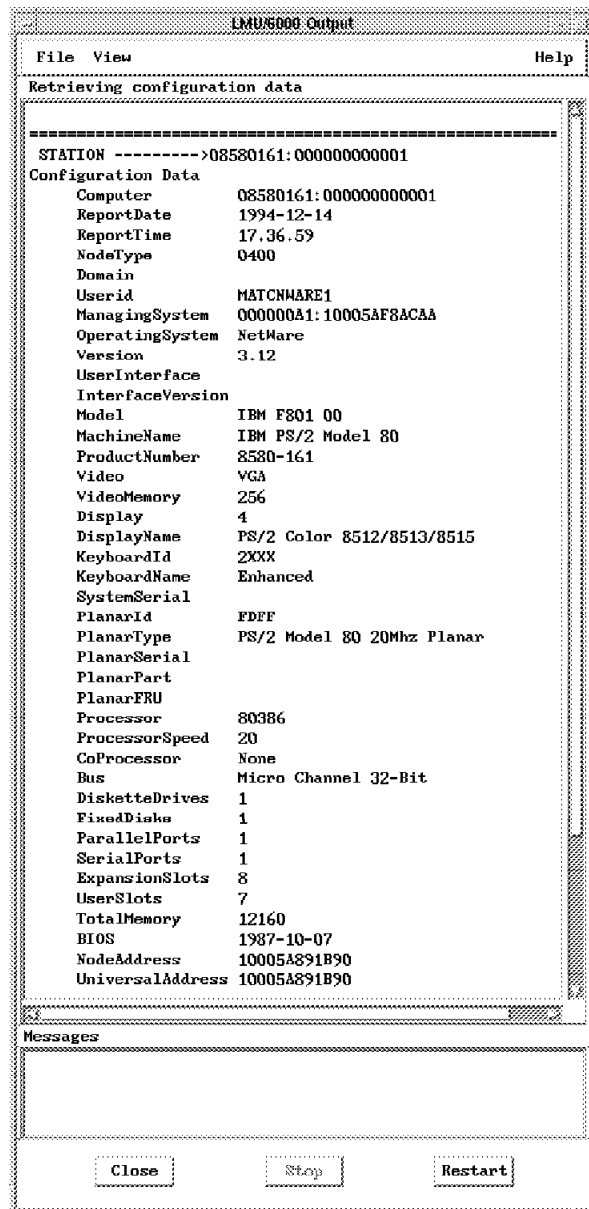 LMU/6000 Output
File View Help
Retrieving configuration data
==========================================================
STATION --------->08580161:000000000001
Configuration Data
Computer 08580161:000000000001
ReportDate 1994-12-14
ReportTime 17.36.59
NodeType 0400
Domain
Userid MATCNWARE1
ManagingSystem 000000A1:10005AF8ACAA
OperatingSystem NetWare
Version 3.12
UserInterface
InterfaceVersion
Model IBM F801 00
MachineName IBM PS/2 Model 80
ProductNumber 8580-161
Video VGA
VideoMemory 256
Display 4
DisplayName PS/2 Color 8512/8513/8515
KeyboardId 2XXX
KeyboardName Enhanced
SystemSerial
PlanarId FDFF
PlanarType PS/2 Model 80 20Mhz Planar
PlanarSerial
PlanarPart
PlanarFRU
Processor 80386
ProcessorSpeed 20
CoProcessor None
Bus Micro Channel 32-Bit
DisketteDrives 1
FixedDisks 1
ParallelPorts 1
SerialPorts 1
ExpansionSlots 8
UserSlots 7
TotalMemory 12160
BIOS 1987-10-07
NodeAddress 10005A891B90
UniversalAddress 10005A891B90
Messages
Close Stop Restart